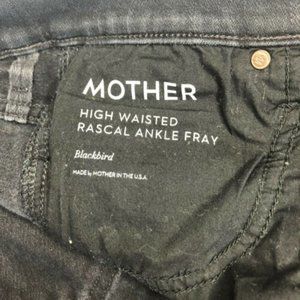 MOTHER
HIGH WAISTED
RASCAL ANKLE FRAY
Blackbird
MADE by MOTHER IN THE U.S.A.